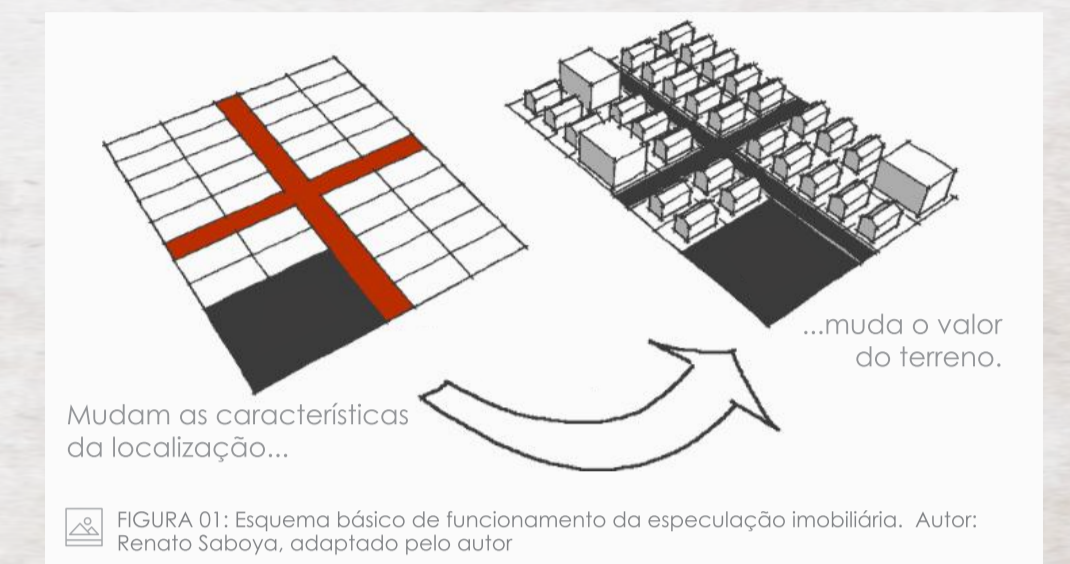 ...muda o valor
do terreno.
Mudam as características
da localização...
FIGURA 01: Esquema básico de funcionamento da especulação imobiliária. Autor:
Renato Saboya, adaptado pelo autor